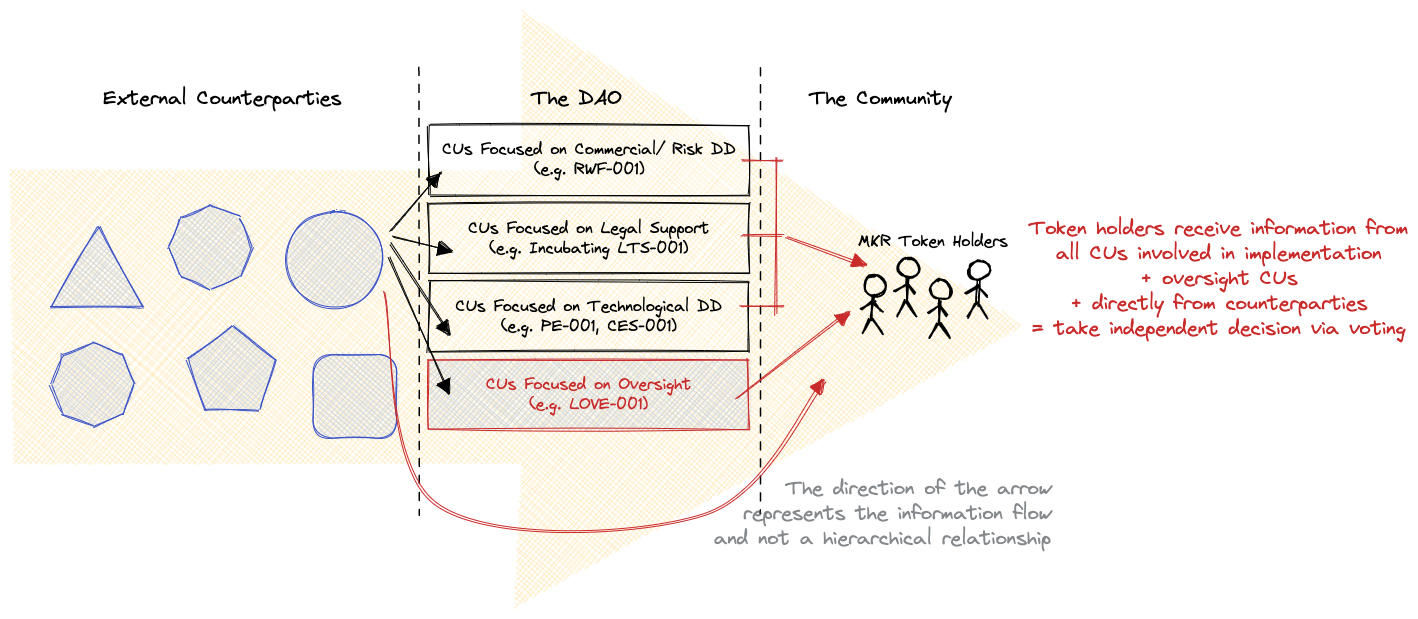 External Counterparties
The DAO
The Community
CUs Focused on Commercial/ Risk DD
(e.g. RWF-001)
CUs Focused on Legal Support
(e.g. Incubating LTS-001)
CUs Focused on Technological DD
(e.g. PE-001, CES-001)
CUs Focused on Oversight
(e.g. LOVE-001)
MKR Token Holders
Token holders receive information from
all CUs involved in implementation
+ oversight CUs
+ directly from counterparties
= take independent decision via voting
The direction of the arrow
represents the information flow
and not a hierarchical relationship